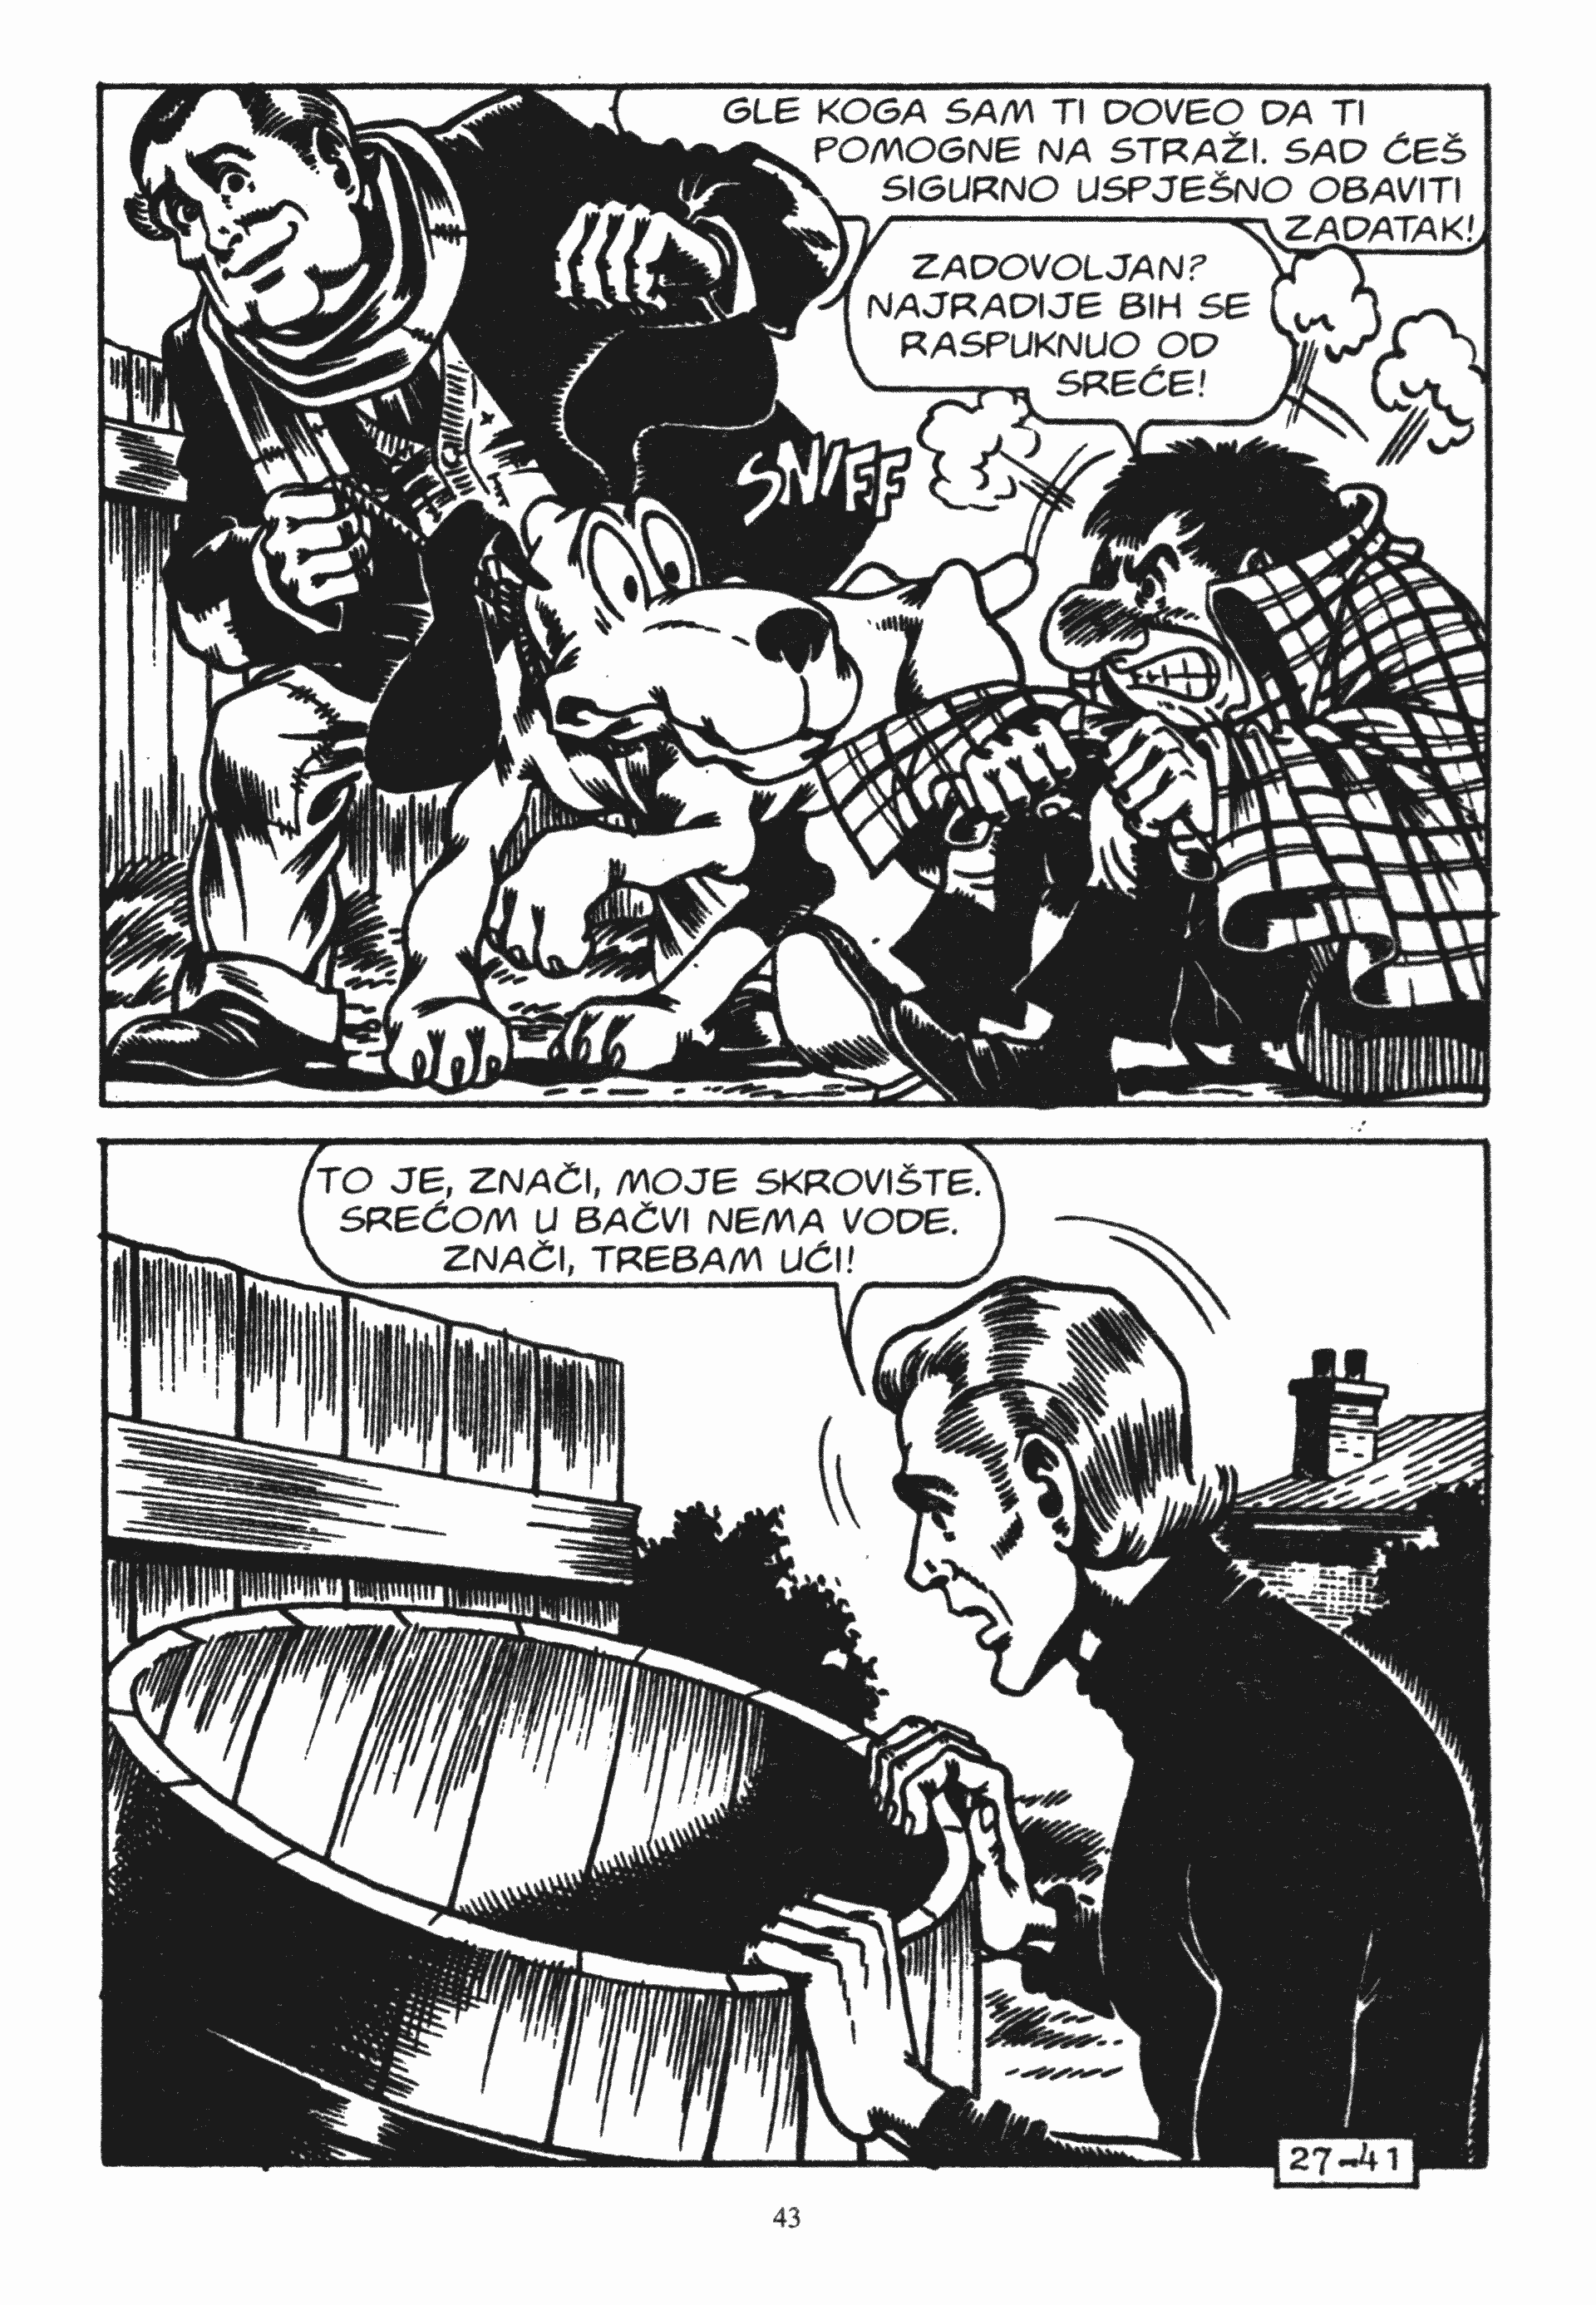 GLE KOGA SAM TI DOVEO DA TI
POMOGNE NA STRAŽI. SAD ĆEŠ
SIGURNO USPJEŠNO OBAVITI
ZADATAK!
ZADOVOLJAN?
NAJRADIJE BIH SE
RASPUKNUO OD
SREĆE!
SNIFF
TO JE, ZNAČI, MOJE SKROVIŠTE.
SREĆOM U BAČVI NEMA VODE.
ZNAČI, TREBAM UĆI!
27-41
43